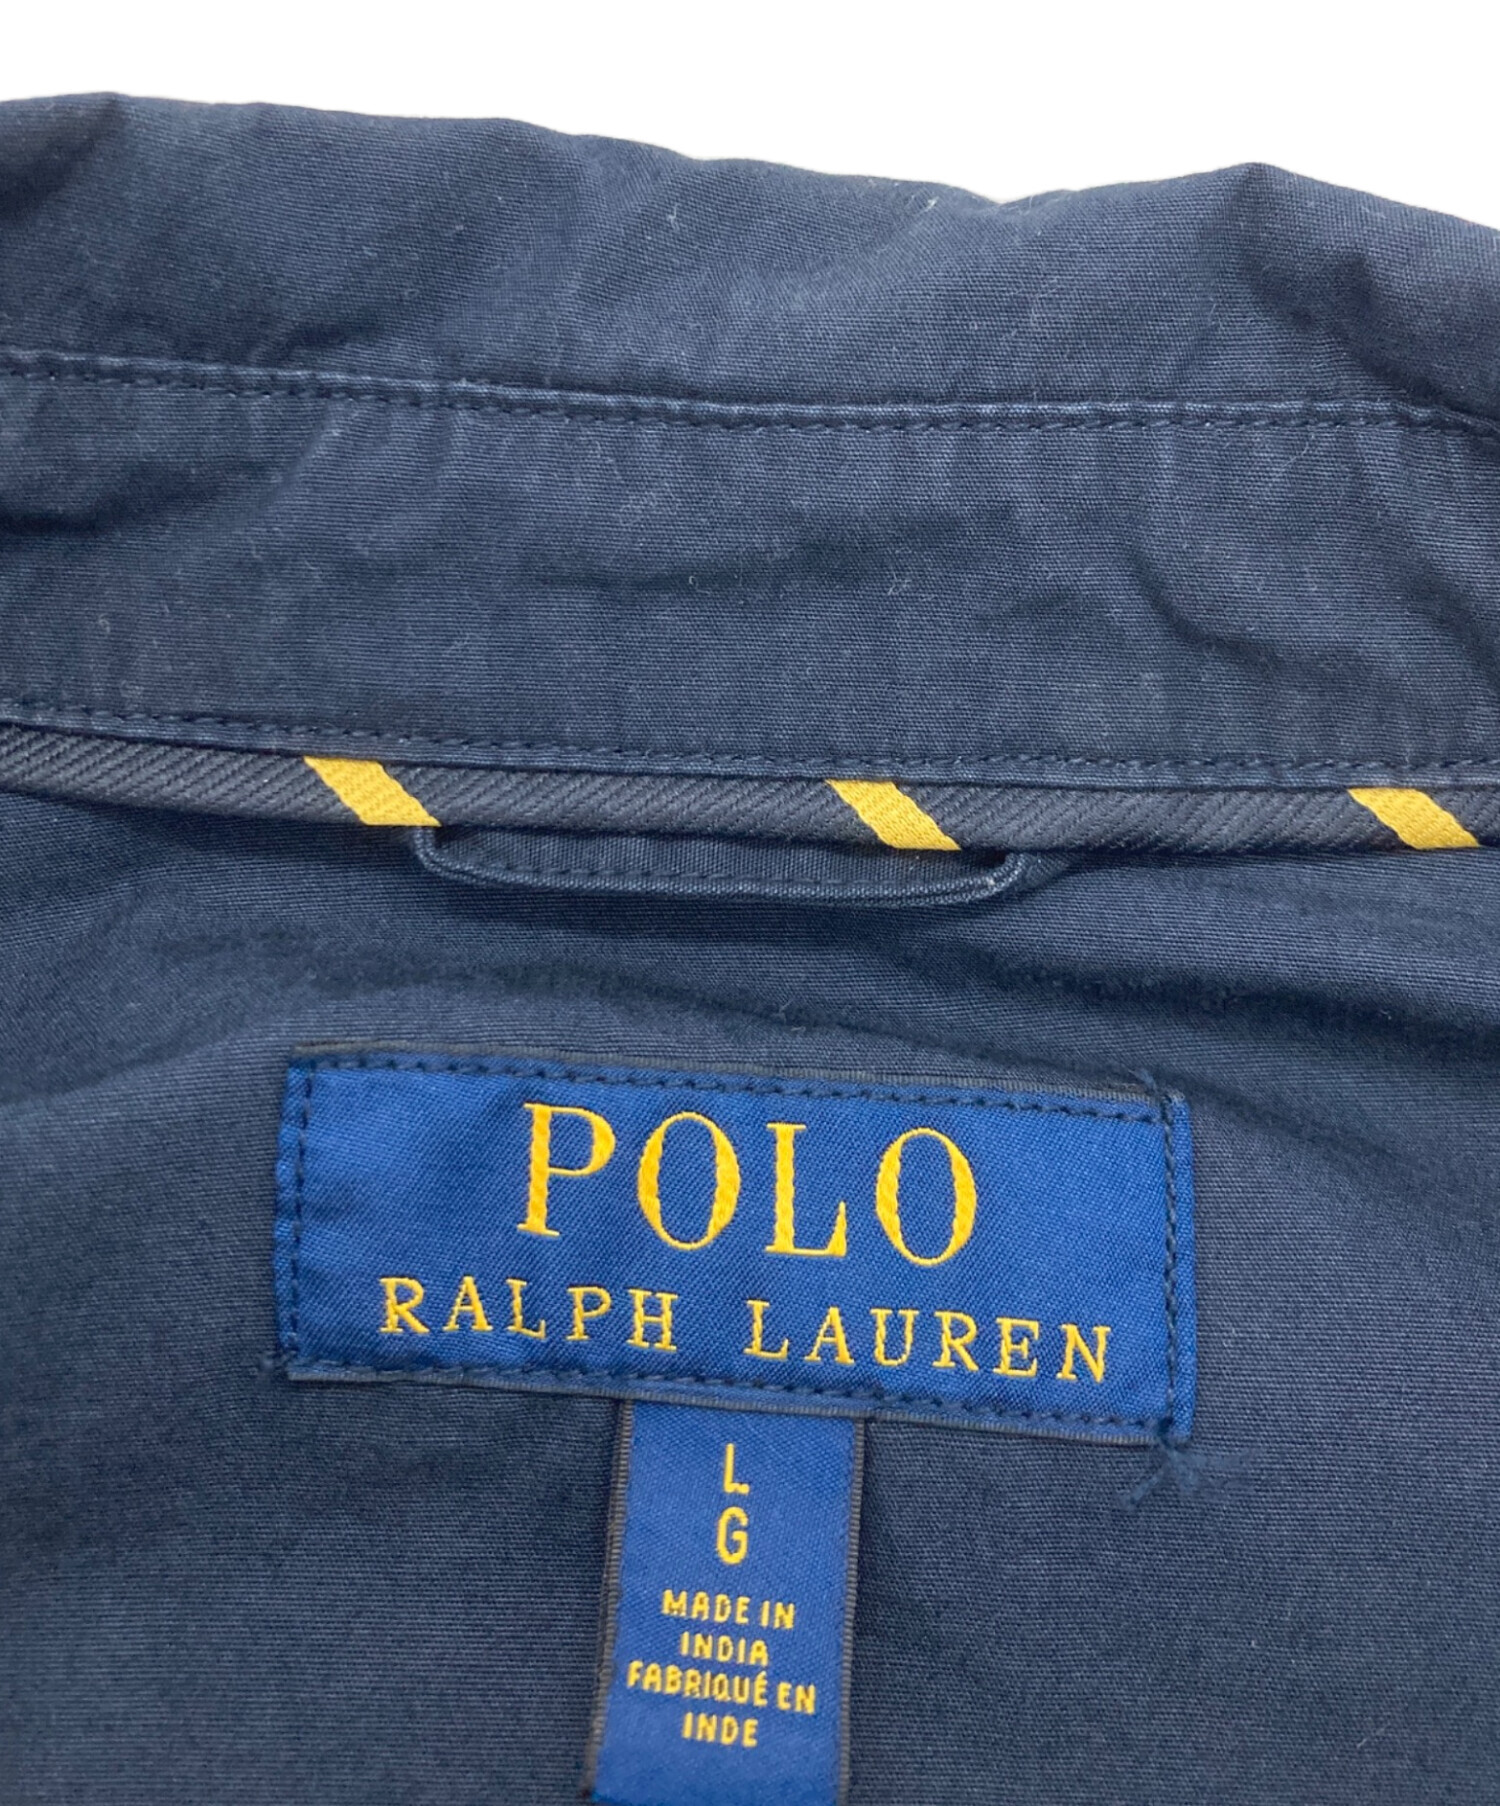 POLO
RALPH LAUREN
L
G
MADE IN
INDIA
FABRIQUÉ EN
INDE